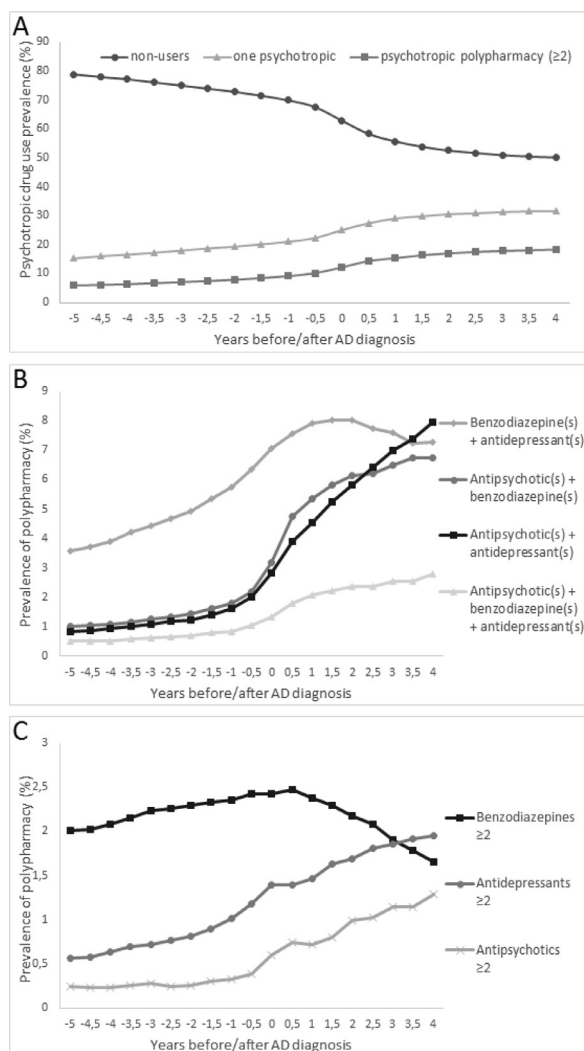 A
Psychotropic drug use prevalence (%)
90
80
70
60
50
40
30
20
10
0
non-users
one psychotropic
psychotropic polypharmacy (≥2)
-5 -4,5 -4 -3,5 -3 -2,5 -2 -1,5 -1 -0,5 0 0,5 1 1,5 2 2,5 3 3,5 4
Years before/after AD diagnosis
B
Prevalence of polypharmacy (%)
9
8
7
6
5
4
3
2
1
0
-5 -4,5 -4 -3,5 -3 -2,5 -2 -1,5 -1 -0,5 0 0,5 1 1,5 2 2,5 3 3,5 4
Years before/after AD diagnosis
Benzodiazepine(s)
+ antidepressant(s)
Antipsychotic(s) +
benzodiazepine(s)
Antipsychotic(s) +
antidepressant(s)
Antipsychotic(s) +
benzodiazepine(s)
+ antidepressant(s)
C
Prevalence of polypharmacy (%)
3
2,5
2
1,5
1
0,5
0
-5 -4,5 -4 -3,5 -3 -2,5 -2 -1,5 -1 -0,5 0 0,5 1 1,5 2 2,5 3 3,5 4
Years before/after AD diagnosis
Benzodiazepines
≥2
Antidepressants
≥2
Antipsychotics
≥2